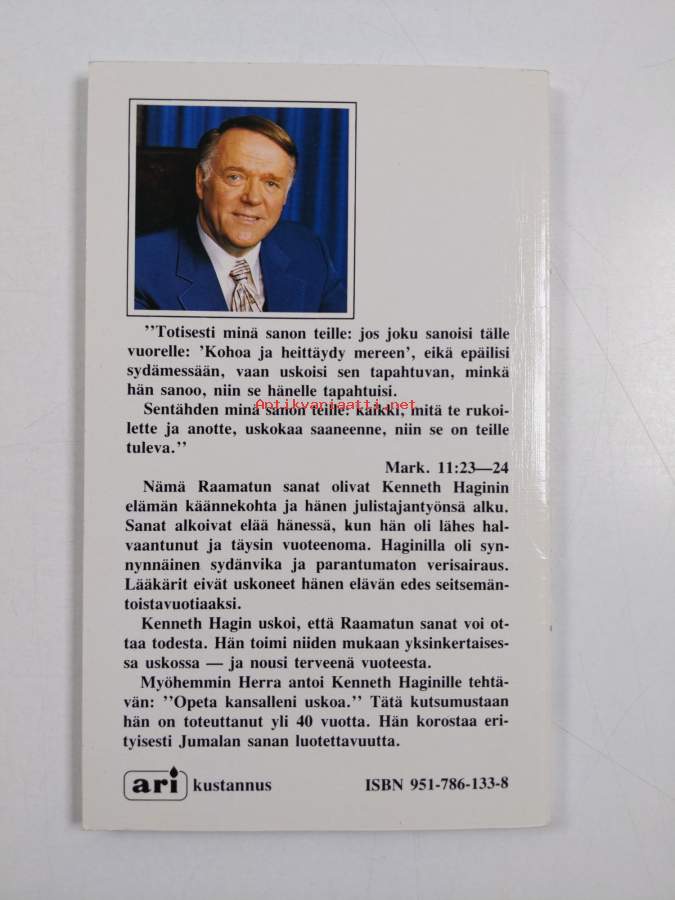 "Totisesti minä sanon teille: jos joku sanoisi tälle
vuorelle: 'Kohoa ja heittäydy mereen', eikä epäilisi
sydämessään, vaan uskoisi sen tapahtuvan, minkä
hän sanoo, niin se hänelle tapahtuisi.
Antikvariaatti.net
Sentähden minä sanon teille: kaikki, mitä te rukoi-
lette ja anotte, uskokaa saaneenne, niin se on teille
tuleva."
Mark. 11:23—24
Nämä Raamatun sanat olivat Kenneth Haginin
elämän käännekohta ja hänen julistajantyönsä alku.
Sanat alkoivat elää hänessä, kun hän oli lähes hal-
vaantunut ja täysin vuoteenoma. Haginilla oli syn-
nynnäinen sydänvika ja parantumaton verisairaus.
Lääkärit eivät uskoneet hänen elävän edes seitsemän-
toistavuotiaaksi.
Kenneth Hagin uskoi, että Raamatun sanat voi ot-
taa todesta. Hän toimi niiden mukaan yksinkertaises-
sa uskossa — ja nousi terveenä vuoteesta.
Myöhemmin Herra antoi Kenneth Haginille tehtä-
vän: "Opeta kansalleni uskoa." Tätä kutsumustaan
hän on toteuttanut yli 40 vuotta. Hän korostaa eri-
tyisesti Jumalan sanan luotettavuutta.
ari kustannus
ISBN 951-786-133-8